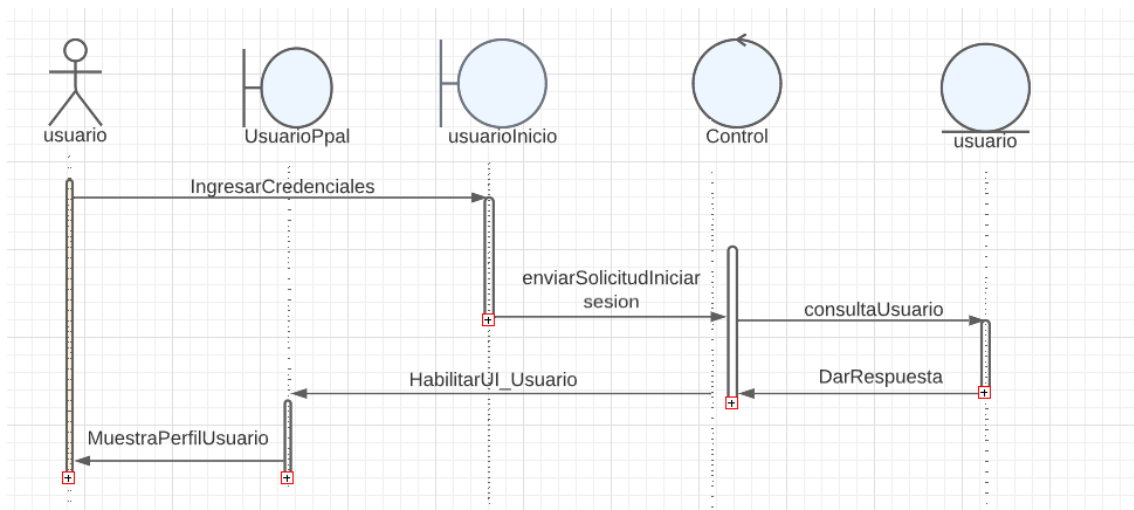 usuario
UsuarioPpal
usuarioInicio
Control
usuario
IngresarCredenciales
enviarSolicitudIniciar
sesion
consultaUsuario
HabilitarUI_Usuario
DarRespuesta
MuestraPerfilUsuario